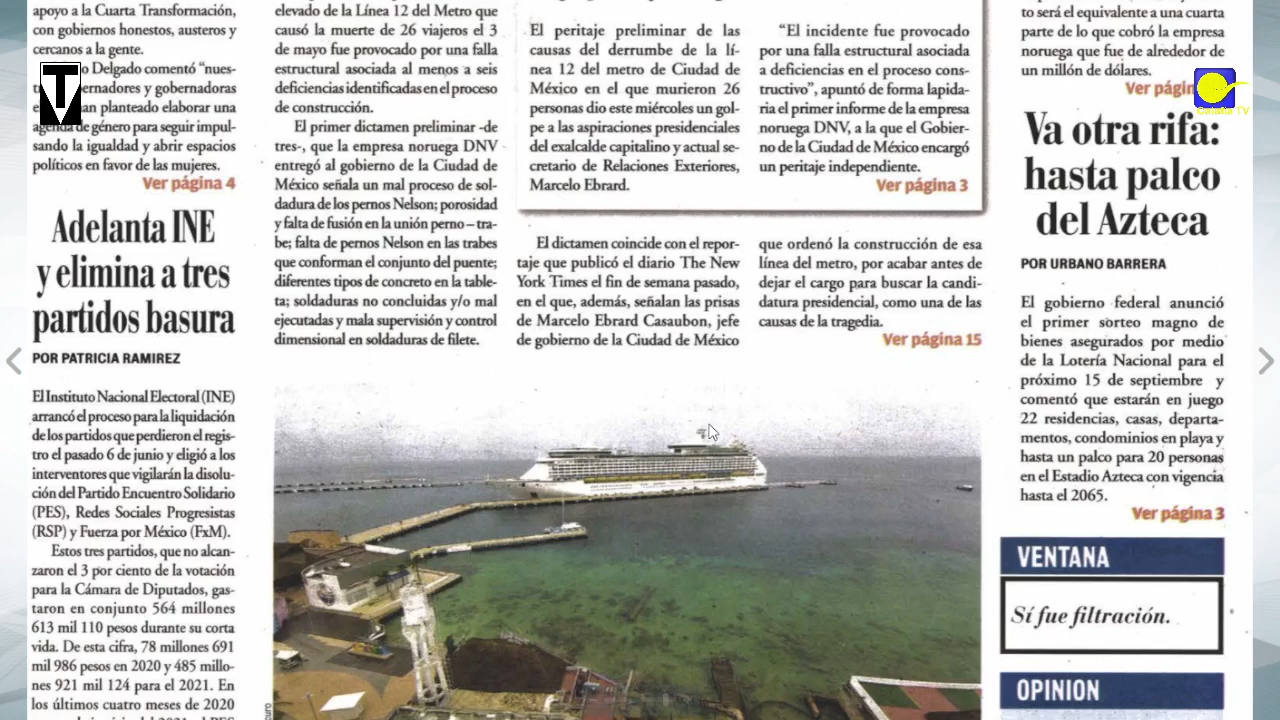 apoyo a la Cuarta Transformación,
con gobiernos honestos, austeros y
cercanos a la gente.
o Delgado comentó “nues-
ernadores y gobernadoras
an planteado elaborar una
agenda de género para seguir impul-
sando la igualdad y abrir espacios
políticos en favor de las mujeres.
Ver página 4
Adelanta INE
y elimina a tres
partidos basura
POR PATRICIA RAMIREZ
El Instituto Nacional Electoral (INE)
arrancó el proceso para la liquidación
de los partidos que perdieron el regis-
tro el pasado 6 de junio y eligió a los
interventores que vigilarán la disolu-
ción del Partido Encuentro Solidario
(PES), Redes Sociales Progresistas
(RSP) y Fuerza por México (FxM).
Estos tres partidos, que no alcan-
zaron el 3 por ciento de la votación
para la Cámara de Diputados, gas-
taron en conjunto 564 millones
613 mil 110 pesos durante su corta
vida. De esta cifra, 78 millones 691
mil 986 pesos en 2020 y 485 millo-
nes 921 mil 124 para el 2021. En
los últimos cuatro meses de 2020
elevado de la Línea 12 del Metro que
causó la muerte de 26 viajeros el 3
de mayo fue provocado por una falla
estructural asociada al menos a seis
deficiencias identificadas en el proceso
de construcción.
El primer dictamen preliminar -de
tres-, que la empresa noruega DNV
entregó al gobierno de la Ciudad de
México señala un mal proceso de sol-
dadura de los pernos Nelson; porosidad
y falta de fusión en la unión perno – tra-
be; falta de pernos Nelson en las trabes
que conforman el conjunto del puente;
diferentes tipos de concreto en la table-
ta; soldaduras no concluidas y/o mal
ejecutadas y mala supervisión y control
dimensional en soldaduras de filete.
El peritaje preliminar de las
causas del derrumbe de la lí-
nea 12 del metro de Ciudad de
México en el que murieron 26
personas dio este miércoles un gol-
pe a las aspiraciones presidenciales
del exalcalde capitalino y actual se-
cretario de Relaciones Exteriores,
Marcelo Ebrard.
“El incidente fue provocado
por una falla estructural asociada
a deficiencias en el proceso cons-
tructivo”, apuntó de forma lapida-
ria el primer informe de la empresa
noruega DNV, a la que el Gobier-
no de la Ciudad de México encargó
un peritaje independiente.
Ver página 3
El dictamen coincide con el repor-
taje que publicó el diario The New
York Times el fin de semana pasado,
en el que, además, señalan las prisas
de Marcelo Ebrard Casaubon, jefe
de gobierno de la Ciudad de México
que ordenó la construcción de esa
línea del metro, por acabar antes de
dejar el cargo para buscar la candi-
datura presidencial, como una de las
causas de la tragedia.
Ver página 15
to será el equivalente a una cuarta
parte de lo que cobró la empresa
noruega que fue de alrededor de
un millón de dólares.
Ver págin
Va otra rifa:
hasta palco
del Azteca
POR URBANO BARRERA
El gobierno federal anunció
el primer sorteo magno de
bienes asegurados por medio
de la Lotería Nacional para el
próximo 15 de septiembre y
comentó que estarán en juego
22 residencias, casas, departa-
mentos, condominios en playa y
hasta un palco para 20 personas
en el Estadio Azteca con vigencia
hasta el 2065.
Ver página 3
VENTANA
Sí fue filtración.
OPINION